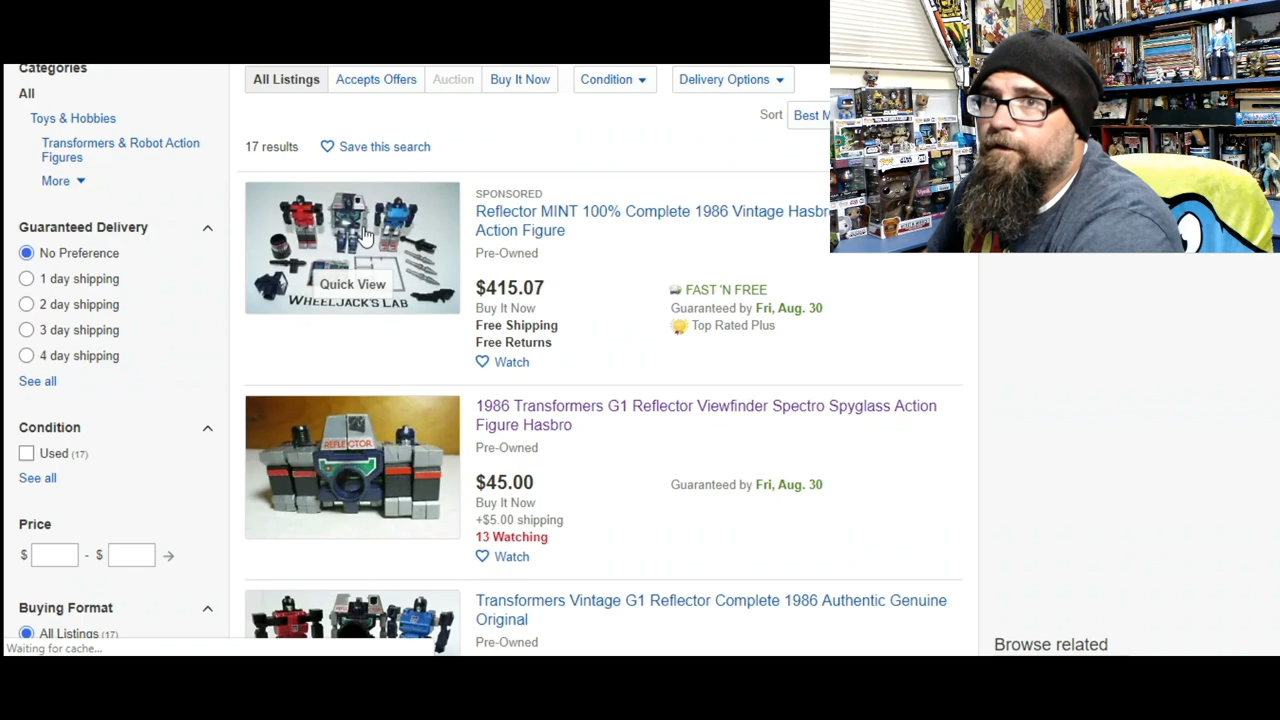 Categories
All
Toys & Hobbies
Transformers & Robot Action
Figures
More
Guaranteed Delivery
No Preference
1 day shipping
2 day shipping
3 day shipping
4 day shipping
See all
Condition
Used (17)
See all
Price
$ - $
Buying Format
All Listings (17)
Waiting for cache...
All Listings
Accepts Offers
Auction
Buy It Now
Condition
Delivery Options
Sort
Best M
17 results
Save this search
Quick View
WHEELJACK'S LAB
SPONSORED
Reflector MINT 100% Complete 1986 Vintage Hasbr
Action Figure
Pre-Owned
$415.07
Buy It Now
Free Shipping
Free Returns
Watch
FAST 'N FREE
Guaranteed by Fri, Aug. 30
Top Rated Plus
REFLECTOR
1986 Transformers G1 Reflector Viewfinder Spectro Spyglass Action
Figure Hasbro
Pre-Owned
$45.00
Buy It Now
+$5.00 shipping
13 Watching
Watch
Guaranteed by Fri, Aug. 30
Transformers Vintage G1 Reflector Complete 1986 Authentic Genuine
Original
Pre-Owned
Browse related